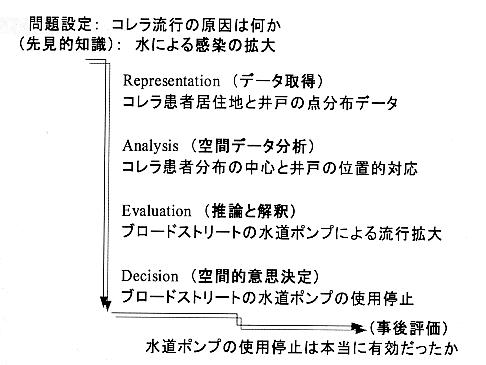 問題設定: コレラ流行の原因は何か
(先見的知識): 水による感染の拡大
Representation (データ取得)
コレラ患者居住地と井戸の点分布データ
Analysis (空間データ分析)
コレラ患者分布の中心と井戸の位置的対応
Evaluation (推論と解釈)
ブロードストリートの水道ポンプによる流行拡大
Decision (空間的意思決定)
ブロードストリートの水道ポンプの使用停止
(事後評価)
水道ポンプの使用停止は本当に有効だったか